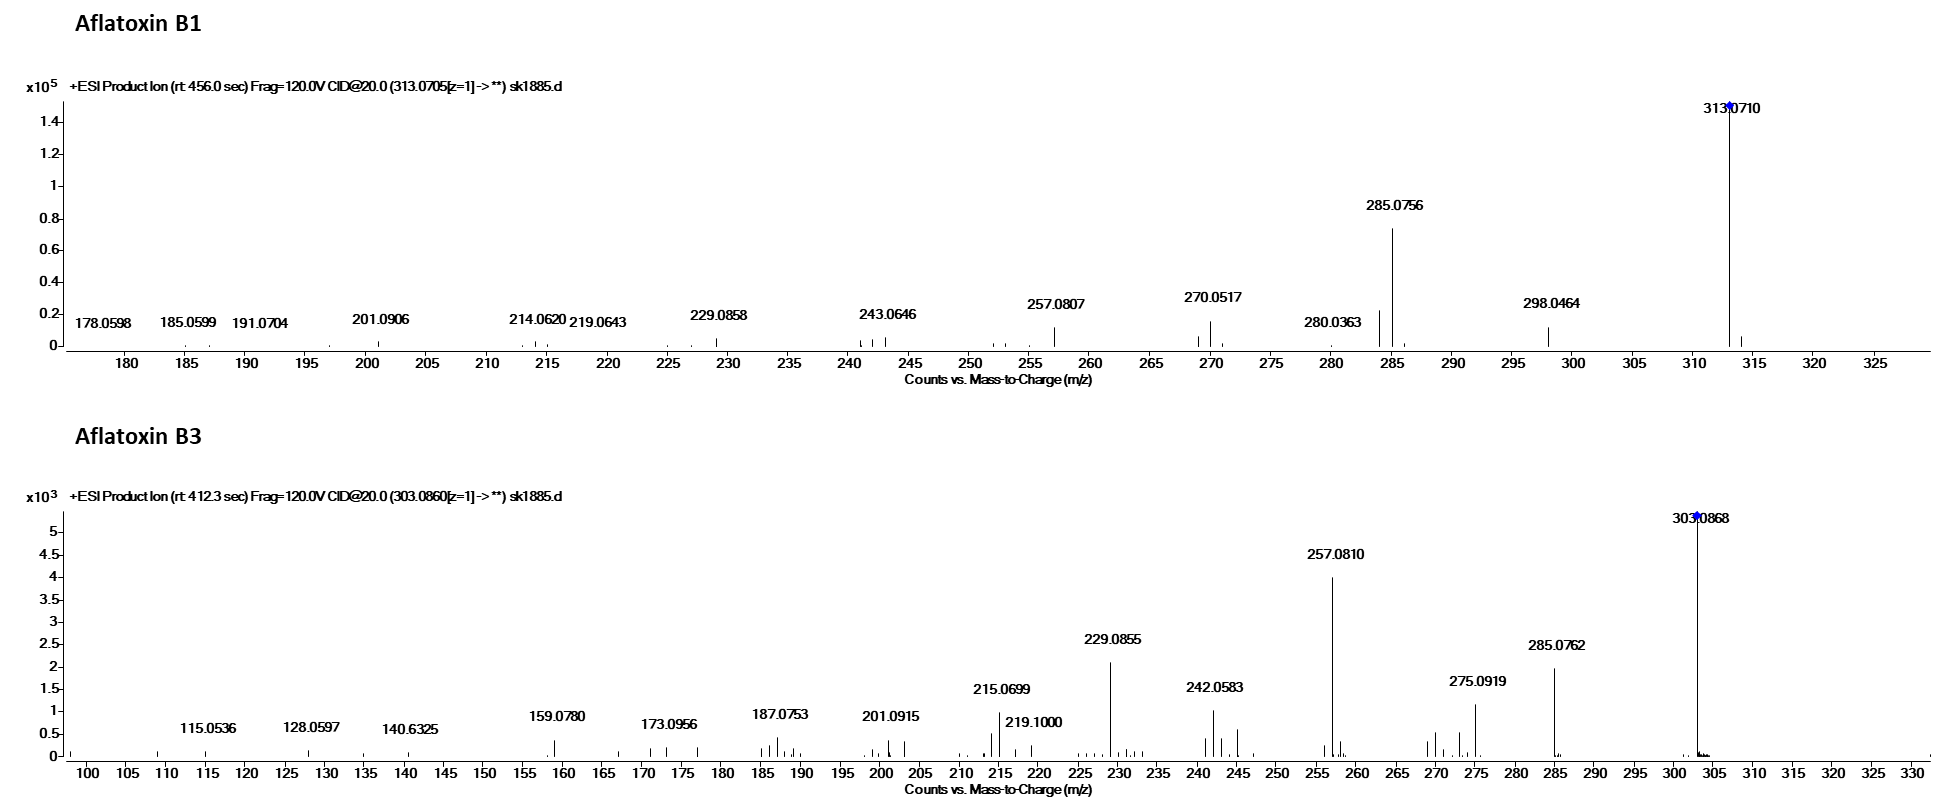 Aflatoxin B1
x10 5 +ESI Product Ion (rt: 456.0 sec) Frag=120.0V CID@20.0 (313.0705[z=1] -> **) sk1885.d
313.0710
1.4
1.2
1
0.8
285.0756
0.6
0.4
270.0517
257.0807
298.0464
0.2
178.0598 185.0599 191.0704 201.0906 214.0620 219.0643 229.0858 243.0646 280.0363
0
180 185 190 195 200 205 210 215 220 225 230 235 240 245 250 255 260 265 270 275 280 285 290 295 300 305 310 315 320 325
Counts vs. Mass-to-Charge (m/z)
Aflatoxin B3
x10 3 +ESI Product Ion (rt: 412.3 sec) Frag=120.0V CID@20.0 (303.0860[z=1] -> **) sk1885.d
303.0868
5
4.5 257.0810
4
3.5
3
2.5 229.0855 285.0762
2
1.5 215.0699 242.0583 275.0919
1 159.0780 173.0956 187.0753 201.0915 219.1000
0.5 115.0536 128.0597 140.6325
0
100 105 110 115 120 125 130 135 140 145 150 155 160 165 170 175 180 185 190 195 200 205 210 215 220 225 230 235 240 245 250 255 260 265 270 275 280 285 290 295 300 305 310 315 320 325 330
Counts vs. Mass-to-Charge (m/z)